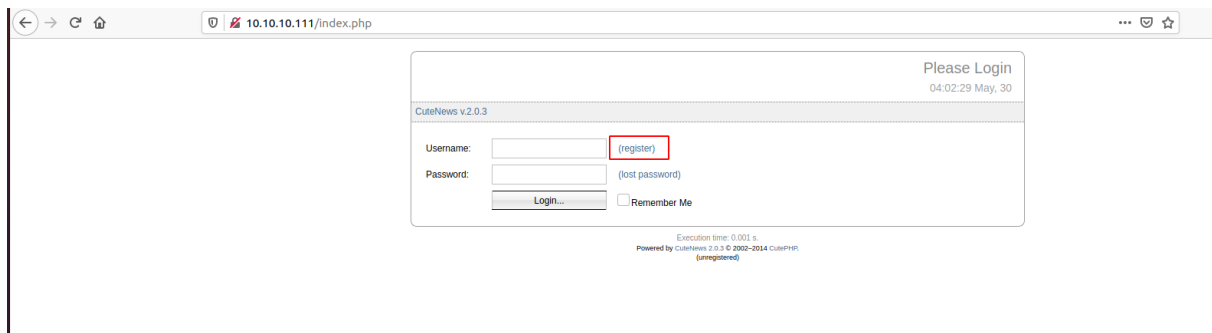 10.10.10.111/index.php
Please Login
04:02:29 May, 30
CuteNews v.2.0.3
Username: (register)
Password: (lost password)
Login... Remember Me
Execution time: 0.001 s.
Powered by CuteNews 2.0.3 © 2002–2014 CutePHP.
(unregistered)